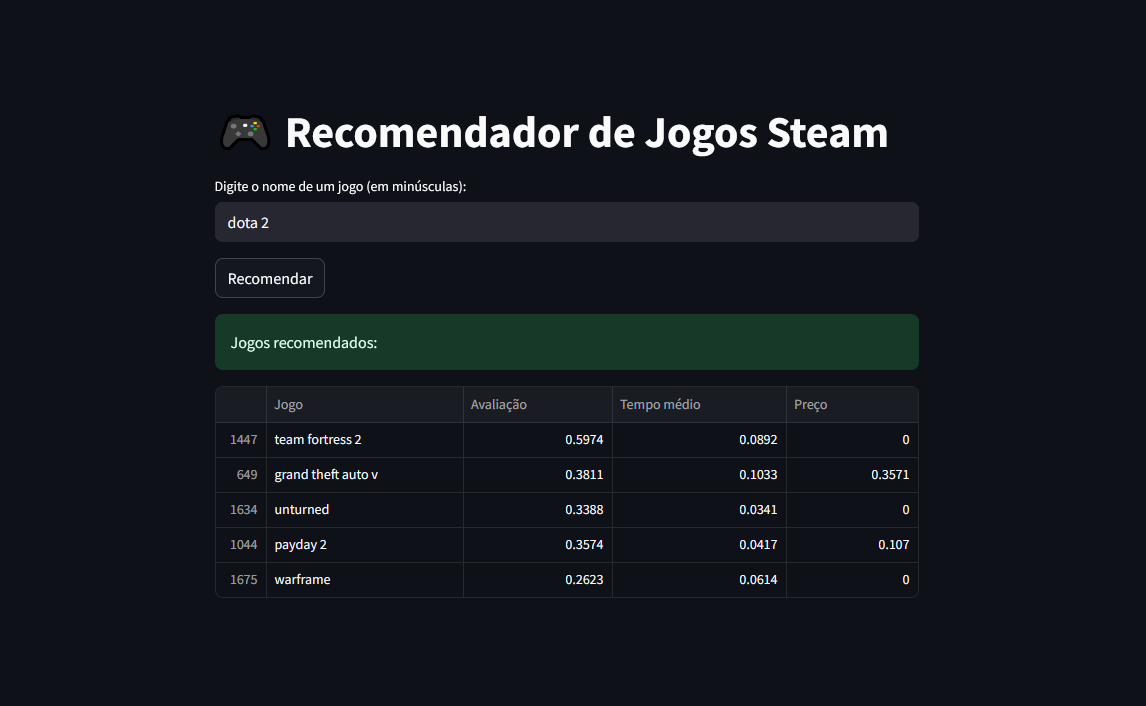 Recomendador de Jogos Steam
Digite o nome de um jogo (em minúsculas):
dota 2
Recomendar
Jogos recomendados:
Jogo Avaliação Tempo médio Preço
1447 team fortress 2 0.5974 0.0892 0
649 grand theft auto v 0.3811 0.1033 0.3571
1634 unturned 0.3388 0.0341 0
1044 payday 2 0.3574 0.0417 0.107
1675 warframe 0.2623 0.0614 0